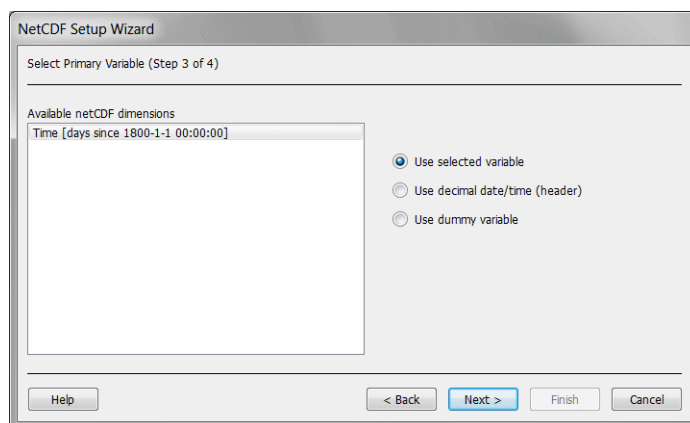 NetCDF Setup Wizard
Select Primary Variable (Step 3 of 4)
Available netCDF dimensions
Time [days since 1800-1-1 00:00:00]
Use selected variable
Use decimal date/time (header)
Use dummy variable
Help
< Back
Next >
Finish
Cancel